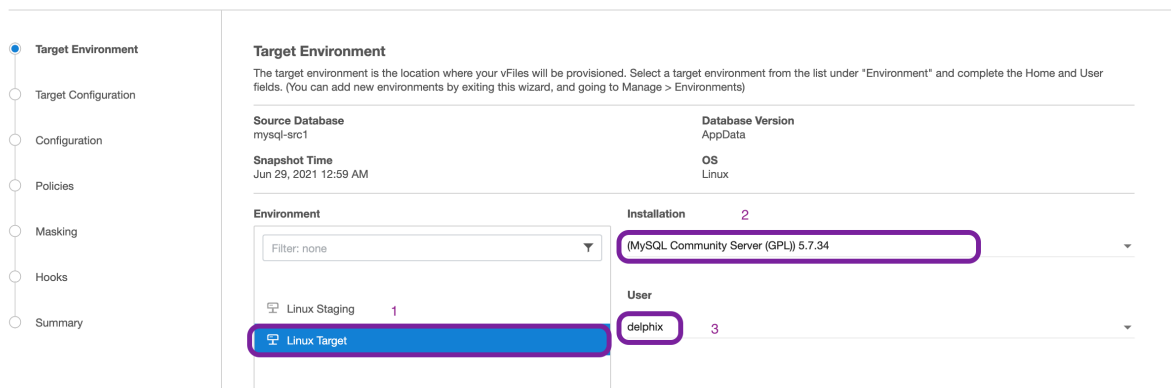 Target Environment
Target Configuration
Configuration
Policies
Masking
Hooks
Summary
Target Environment
The target environment is the location where your vFiles will be provisioned. Select a target environment from the list under "Environment" and complete the Home and User
fields. (You can add new environments by exiting this wizard, and going to Manage > Environments)
Source Database
mysql-src1
Database Version
AppData
Snapshot Time
Jun 29, 2021 12:59 AM
OS
Linux
Environment
Filter: none
Linux Staging
1
Linux Target
Installation
2
(MySQL Community Server (GPL)) 5.7.34
User
delphix
3